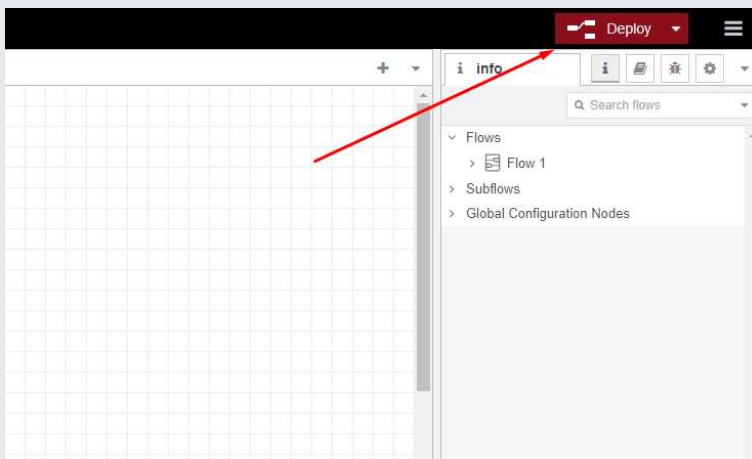 Deploy
info
Search flows
Flows
Flow 1
Subflows
Global Configuration Nodes